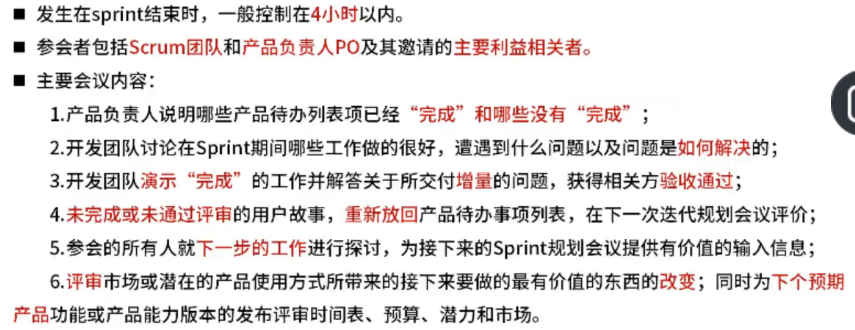 ■ 发生在sprint结束时，一般控制在4小时以内。
■ 参会者包括Scrum团队和产品负责人PO及其邀请的主要利益相关者。
■ 主要会议内容：
1.产品负责人说明哪些产品待办列表项已经“完成”和哪些没有“完成”；
2.开发团队讨论在Sprint期间哪些工作做的很好，遭遇到什么问题以及问题是如何解决的；
3.开发团队演示“完成”的工作并解答关于所交付增量的问题，获得相关方验收通过；
4.未完成或未通过评审的用户故事，重新放回产品待办事项列表，在下一次迭代规划会议评价；
5.参会的所有人就下一步的工作进行探讨，为接下来的Sprint规划会议提供有价值的输入信息；
6.评审市场或潜在的产品使用方式所带来的接下来要做的最有价值的东西的改变；同时为下个预期
产品功能或产品能力版本的发布评审时间表、预算、潜力和市场。